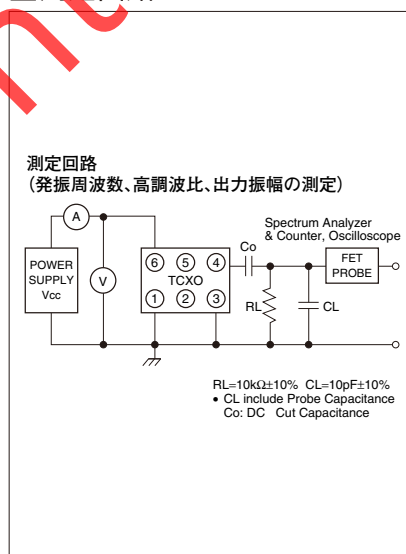 測定回路
(発振周波数、高調波比、出力振幅の測定)
A
Spectrum Analyzer
& Counter, Oscilloscope
Co
POWER
SUPPLY
Vcc
V
6 5 4
TCXO
1 2 3
FET
PROBE
RL
CL
RL=10kΩ±10% CL=10pF±10%
• CL include Probe Capacitance
Co: DC Cut Capacitance